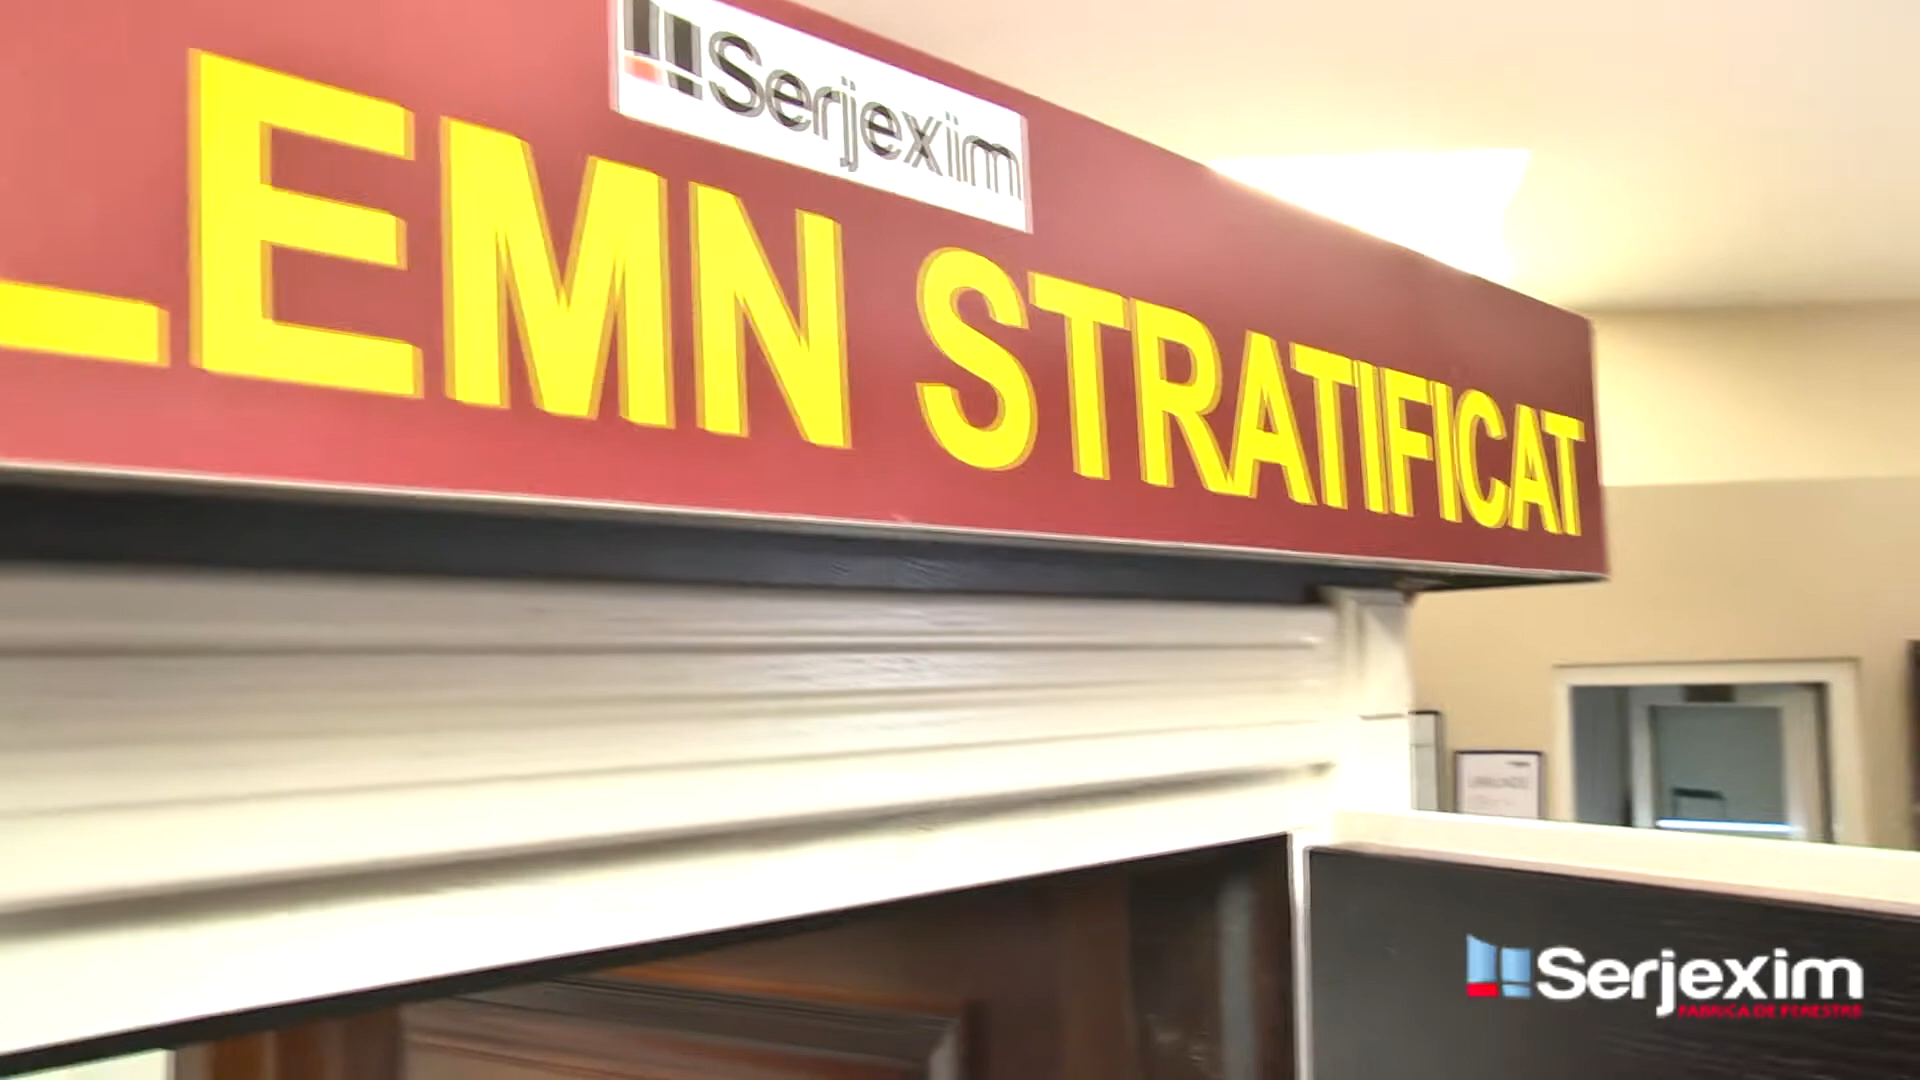 Serjexim
LEMN STRATIFICAT
Serjexim
FABRICA DE FERESTRE